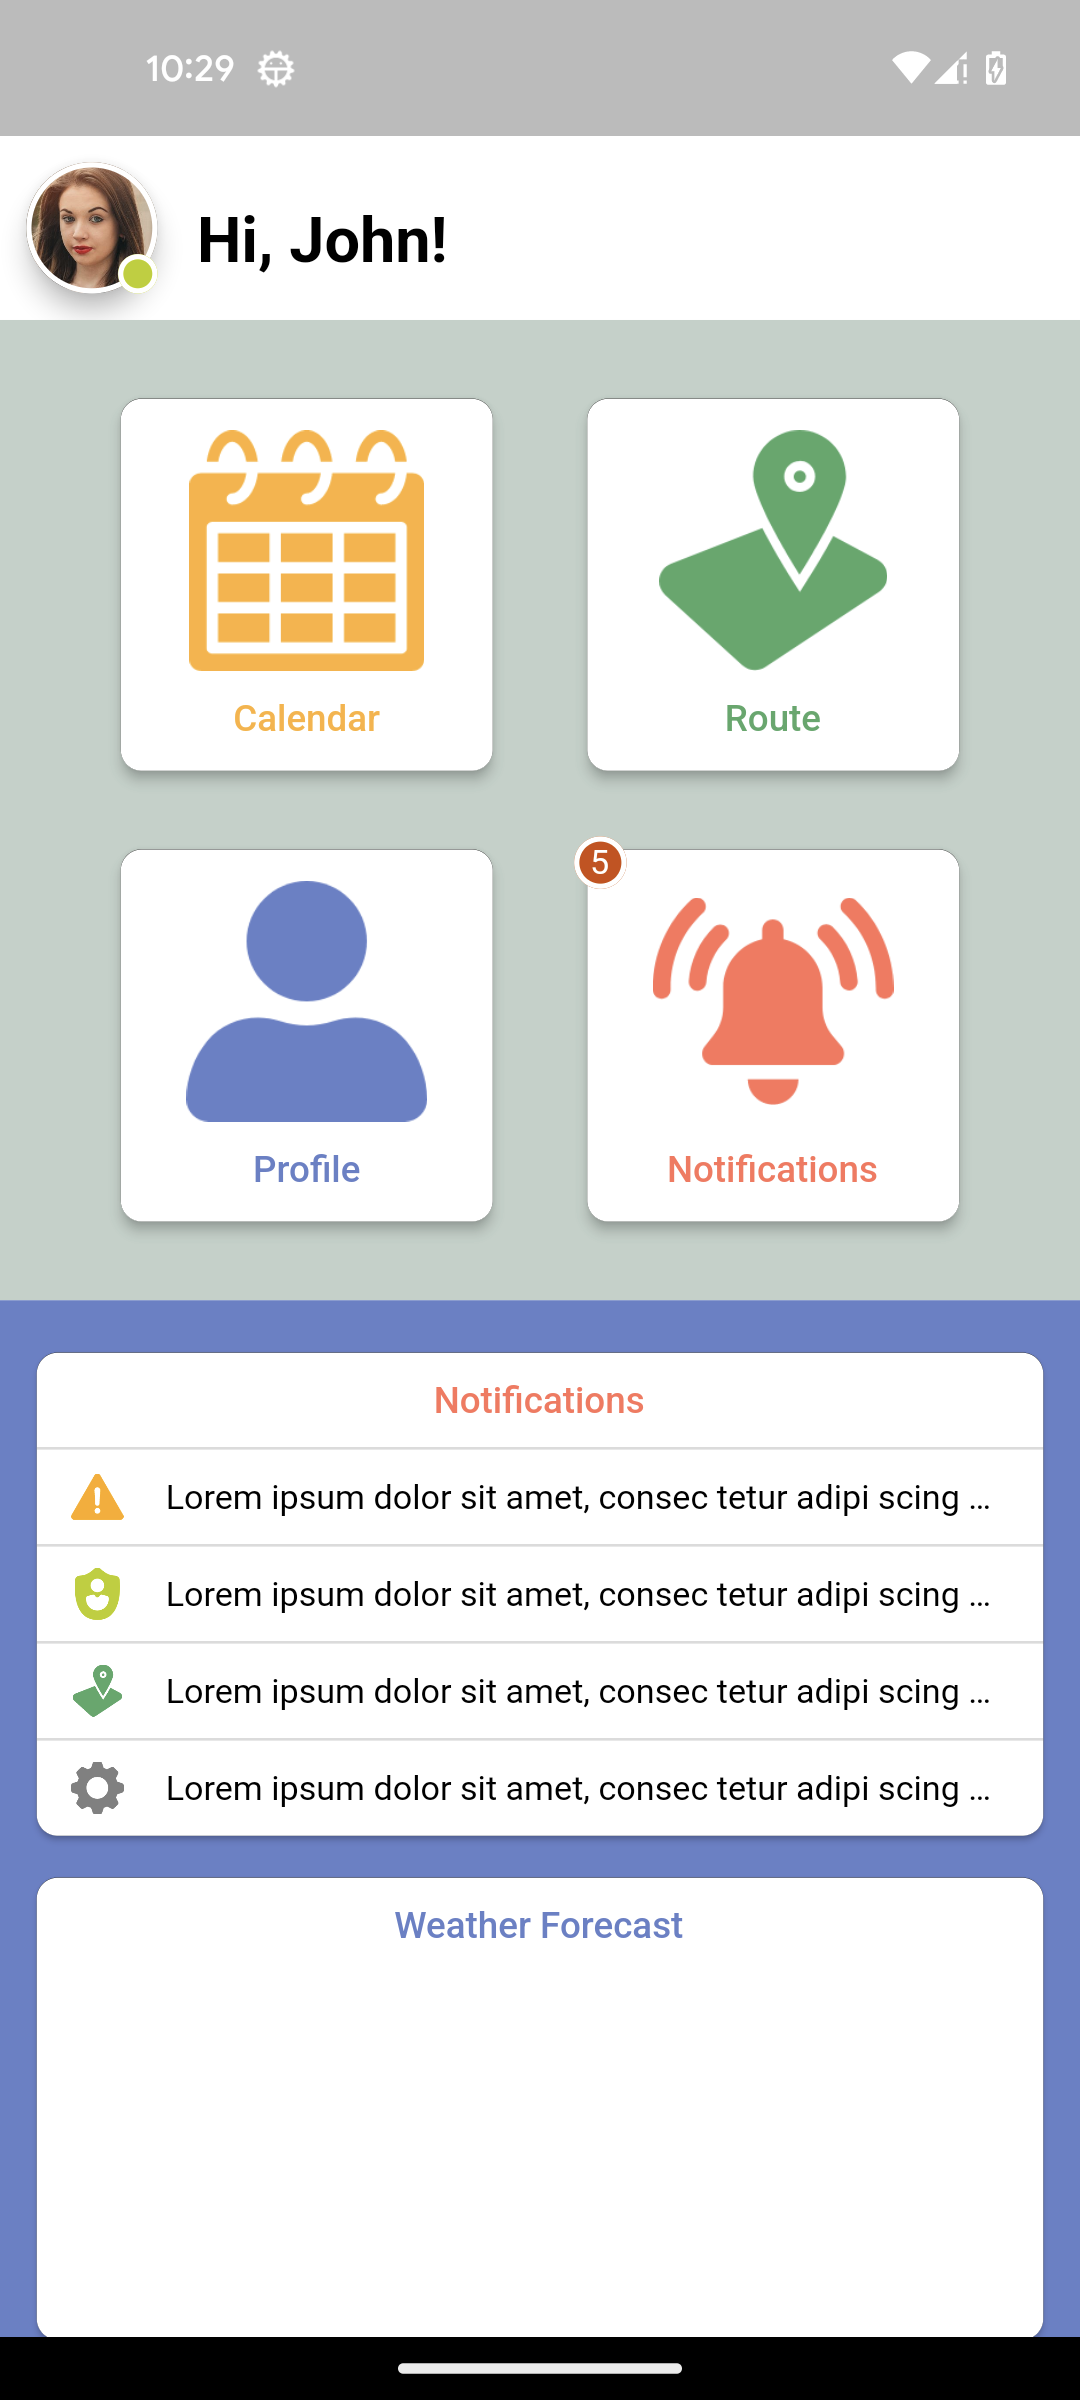 10:29
Hi, John!
Calendar
Route
5
Profile
Notifications
Notifications
Lorem ipsum dolor sit amet, consec tetur adipi scing ...
Lorem ipsum dolor sit amet, consec tetur adipi scing ...
Lorem ipsum dolor sit amet, consec tetur adipi scing ...
Lorem ipsum dolor sit amet, consec tetur adipi scing ...
Weather Forecast